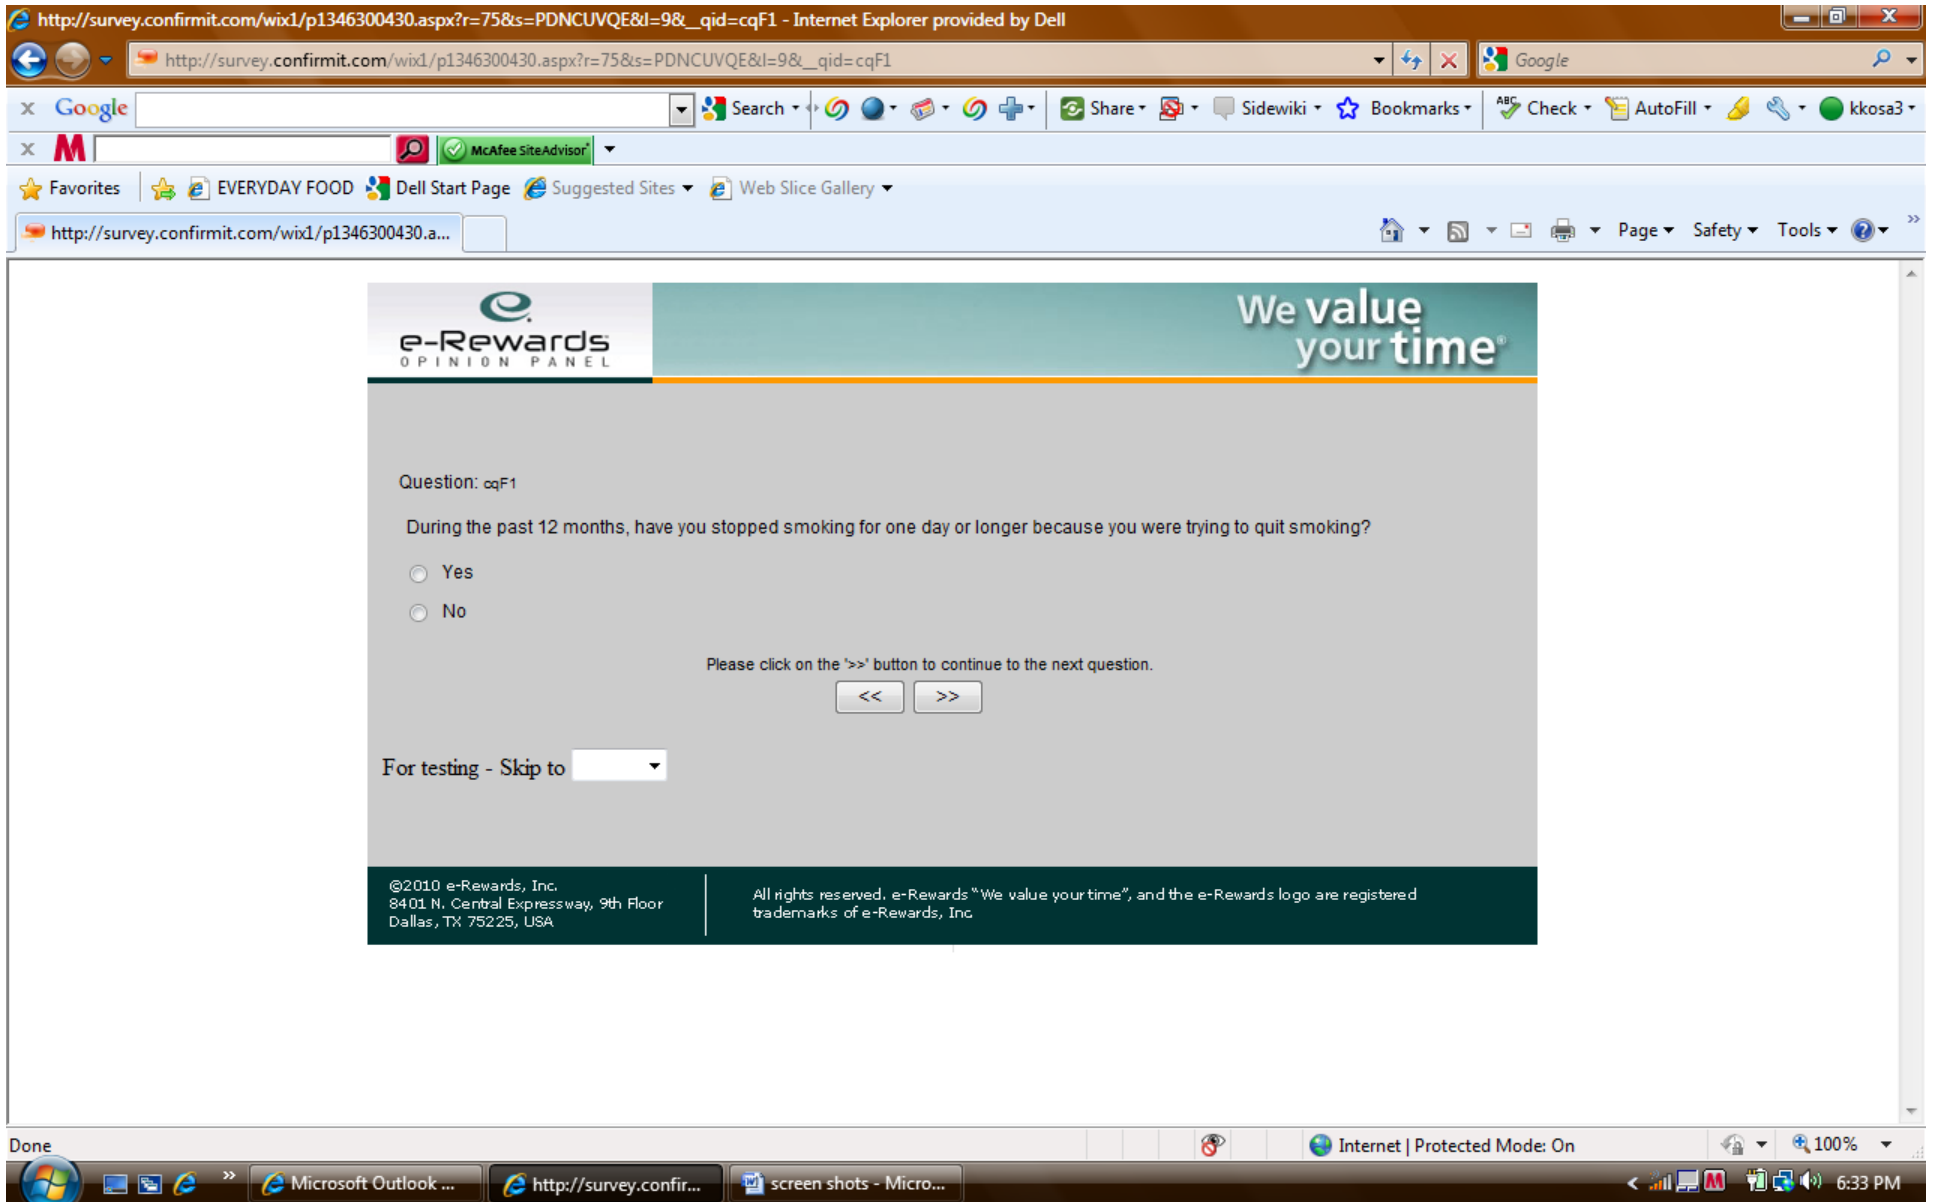 http://survey.confirmit.com/wix1/p1346300430.aspx?r=75&s=PDNCUVQE&l=9&__qid=cqF1 - Internet Explorer provided by Dell
http://survey.confirmit.com/wix1/p1346300430.aspx?r=75&s=PDNCUVQE&l=9&__qid=cqF1 Google
x Google Search Share Sidewiki Bookmarks ABC Check AutoFill kkosa3
x M McAfee SiteAdvisor
Favorites EVERYDAY FOOD Dell Start Page Suggested Sites Web Slice Gallery
http://survey.confirmit.com/wix1/p1346300430.a... Page Safety Tools »
e-Rewards
OPINION PANEL
We value
your time®
Question: cqF1
During the past 12 months, have you stopped smoking for one day or longer because you were trying to quit smoking?
Yes
No
Please click on the '>>' button to continue to the next question.
<< >>
For testing - Skip to
©2010 e-Rewards, Inc.
8401 N. Central Expressway, 9th Floor
Dallas, TX 75225, USA
All rights reserved. e-Rewards "We value your time", and the e-Rewards logo are registered
trademarks of e-Rewards, Inc
Done Internet | Protected Mode: On 100%
» Microsoft Outlook ... http://survey.confir... screen shots - Micro... < M 6:33 PM